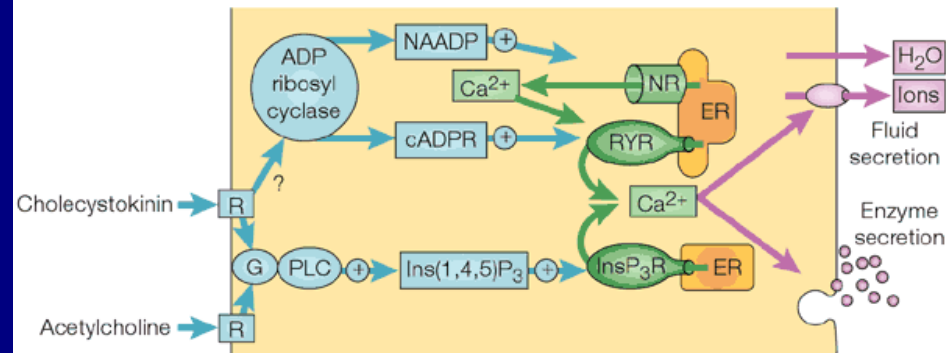 NAADP
+
H₂O
ADP
ribosyl
cyclase
Ca²⁺
NR
ER
Ions
cADPR
+
RYR
Fluid
secretion
?
Cholecystokinin
R
Ca²⁺
Enzyme
secretion
G
PLC
+
Ins(1,4,5)P₃
+
InsP₃R
ER
Acetylcholine
R